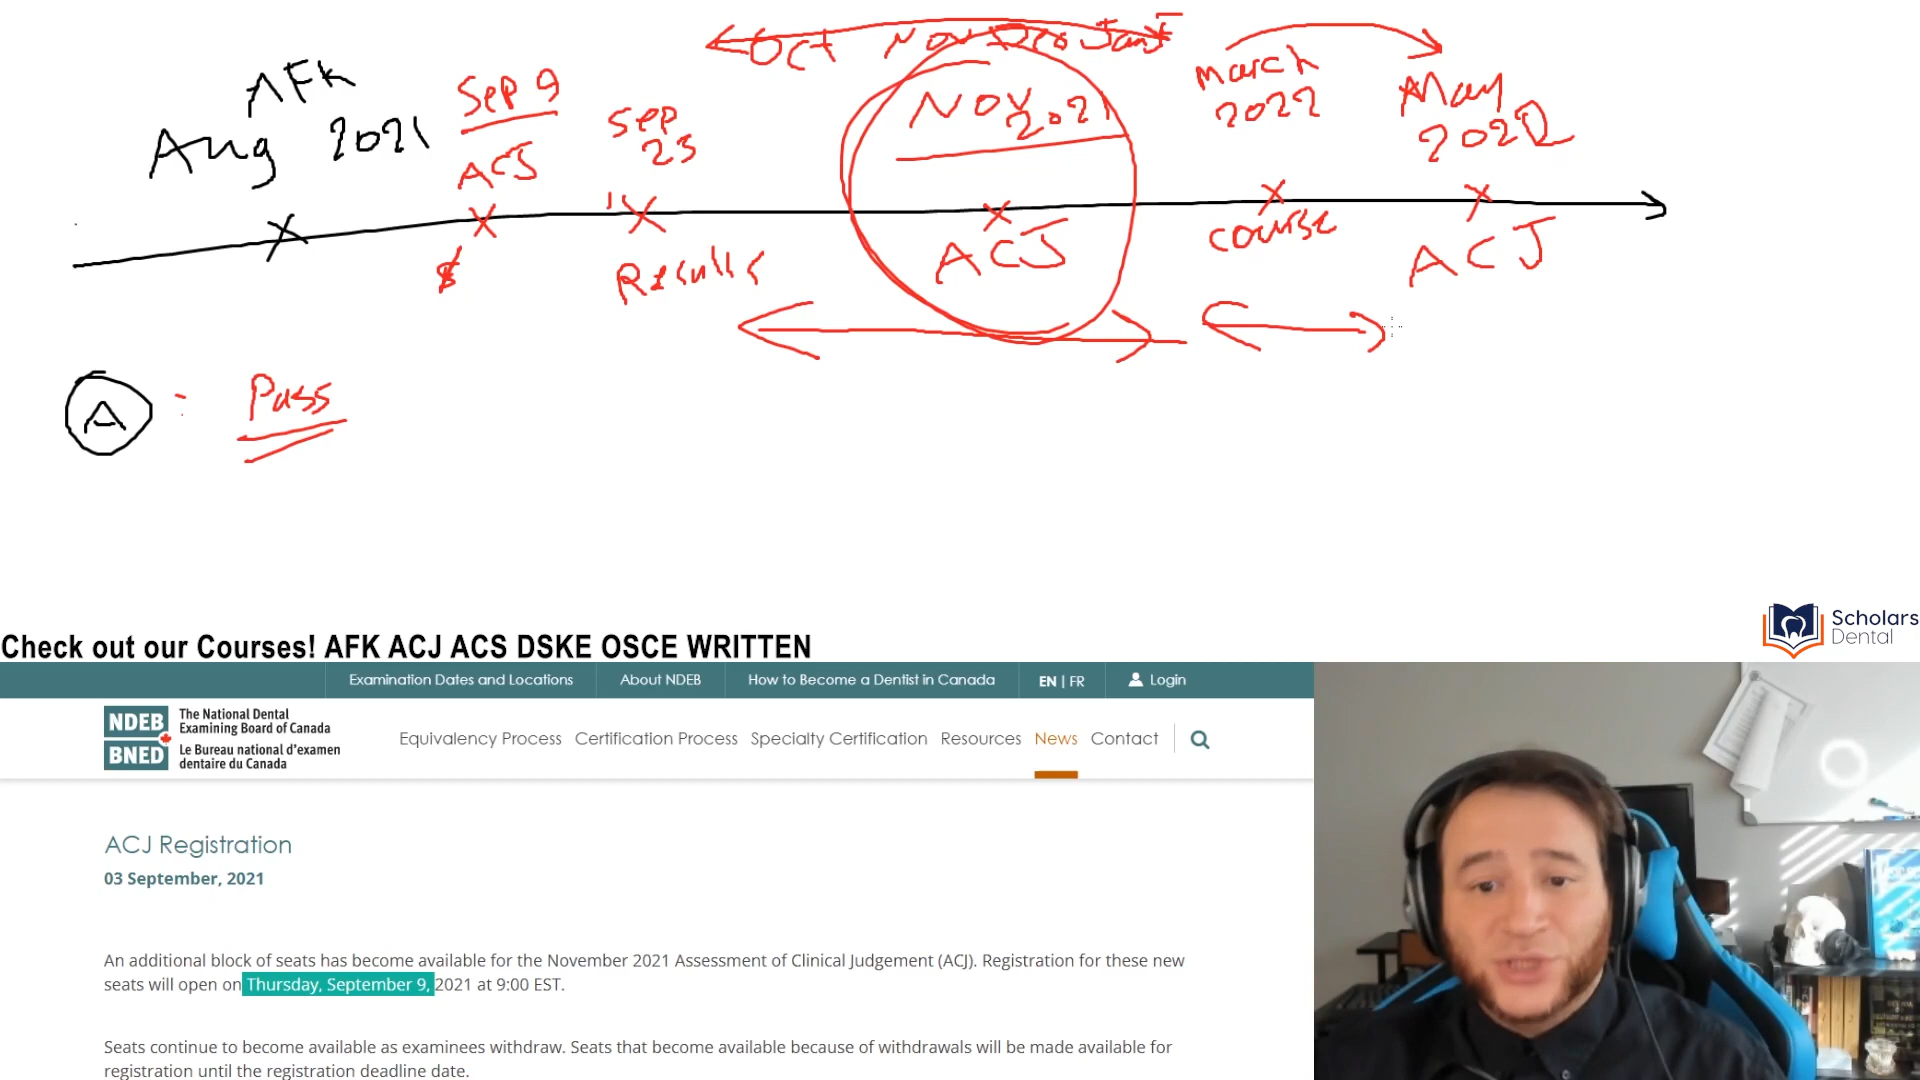 Oct Nov Dec Jan
AFK
Aug 2021
Sep 9
ACJ
$
Sep
23
Results
Nov
2021
ACJ
March
2022
course
May
2022
ACJ
A : Pass
Scholars
Dental
Check out our Courses! AFK ACJ ACS DSKE OSCE WRITTEN
Examination Dates and Locations About NDEB How to Become a Dentist in Canada EN | FR Login
NDEB
BNED
The National Dental
Examining Board of Canada
Le Bureau national d'examen
dentaire du Canada
Equivalency Process Certification Process Specialty Certification Resources News Contact
ACJ Registration
03 September, 2021
An additional block of seats has become available for the November 2021 Assessment of Clinical Judgement (ACJ). Registration for these new
seats will open on Thursday, September 9, 2021 at 9:00 EST.
Seats continue to become available as examinees withdraw. Seats that become available because of withdrawals will be made available for
registration until the registration deadline date.